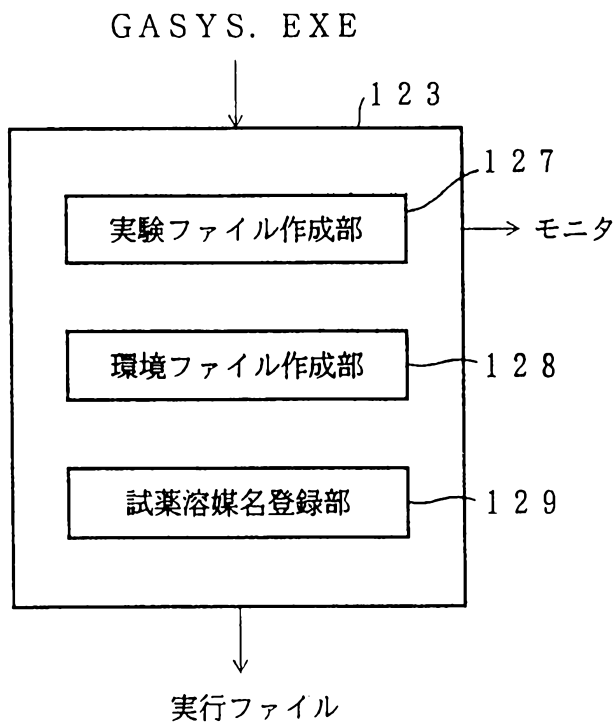 GASYS. EXE
123
127
実験ファイル作成部
モニタ
環境ファイル作成部
128
試薬溶媒名登録部
129
実行ファイル